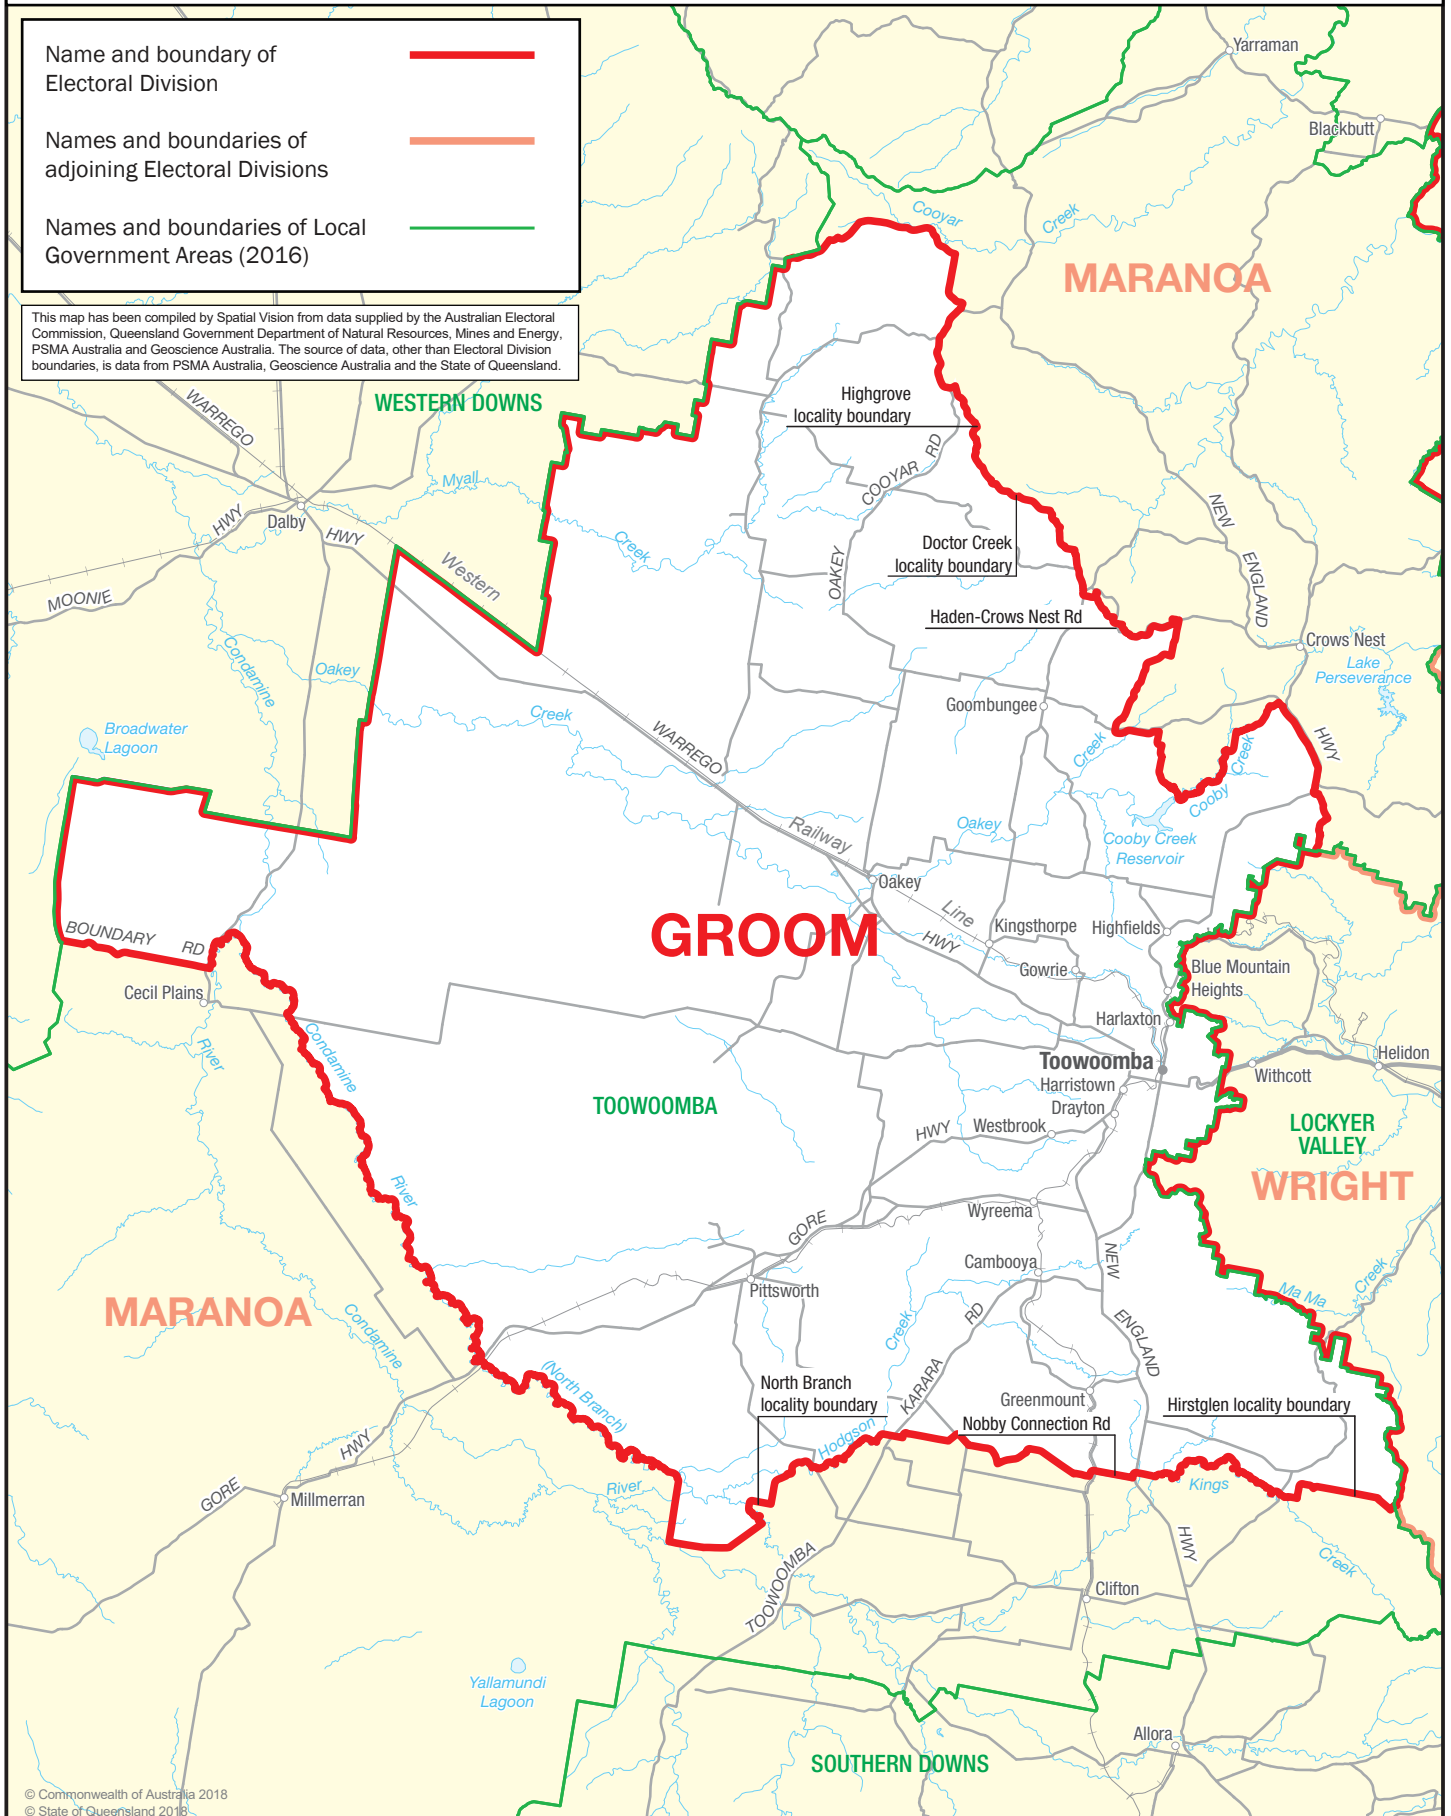 Name and boundary of
Electoral Division
Names and boundaries of
adjoining Electoral Divisions
Names and boundaries of Local
Government Areas (2016)
This map has been compiled by Spatial Vision from data supplied by the Australian Electoral
Commission, Queensland Government Department of Natural Resources, Mines and Energy,
PSMA Australia and Geoscience Australia. The source of data, other than Electoral Division
boundaries, is data from PSMA Australia, Geoscience Australia and the State of Queensland.
Yarraman
Blackbutt
Cooyar
Creek
MARANOA
WARREGO
WESTERN DOWNS
Highgrove
locality boundary
COOYAR RD
Myall
Creek
Dalby
HWY
HWY
NEW
ENGLAND
Doctor Creek
locality boundary
OAKEY
Western
MOONIE
Haden-Crows Nest Rd
Crows Nest
Lake
Perseverance
Condamine
Oakey
Creek
Goombungee
Broadwater
Lagoon
WARREGO
Creek
Creek
HWY
Cooby
Railway
Oakey
Cooby Creek
Reservoir
Oakey
Line
GROOM
BOUNDARY RD
HWY
Kingsthorpe
Highfields
Gowrie
Blue Mountain
Heights
Cecil Plains
Harlaxton
River
Condamine
Toowoomba
Helidon
Withcott
Harristown
Drayton
TOOWOOMBA
HWY
Westbrook
LOCKYER
VALLEY
WRIGHT
River
GORE
Wyreema
NEW
Cambooya
Creek
Ma Ma
Pittsworth
MARANOA
Condamine
Creek
RD
ENGLAND
(North Branch)
North Branch
locality boundary
KARARA
Greenmount
Hirstglen locality boundary
Nobby Connection Rd
Hodgson
HWY
GORE
Millmerran
River
Kings
HWY
Creek
TOOWOOMBA
Clifton
Yallamundi
Lagoon
Allora
SOUTHERN DOWNS
© Commonwealth of Australia 2018
© State of Queensland 2018